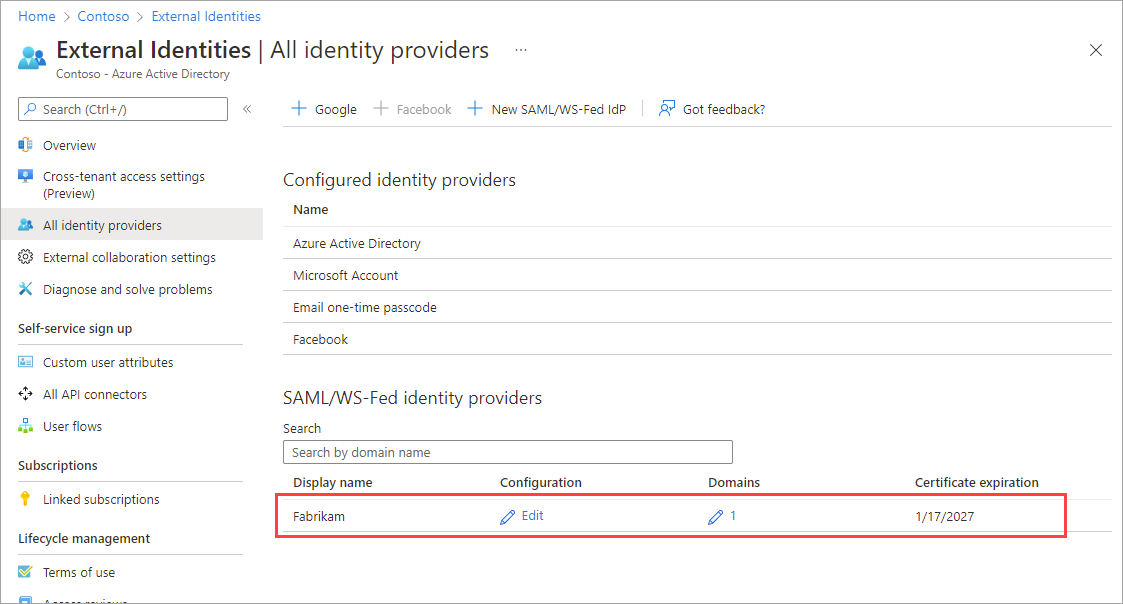 Home > Contoso > External Identities
External Identities | All identity providers ...
Contoso - Azure Active Directory
Search (Ctrl+/)
«
Overview
Cross-tenant access settings
(Preview)
All identity providers
External collaboration settings
Diagnose and solve problems
Self-service sign up
Custom user attributes
All API connectors
User flows
Subscriptions
Linked subscriptions
Lifecycle management
Terms of use
Access reviews
Google Facebook New SAML/WS-Fed IdP Got feedback?
Configured identity providers
Name
Azure Active Directory
Microsoft Account
Email one-time passcode
Facebook
SAML/WS-Fed identity providers
Search
Search by domain name
Display name Configuration Domains Certificate expiration
Fabrikam Edit 1 1/17/2027